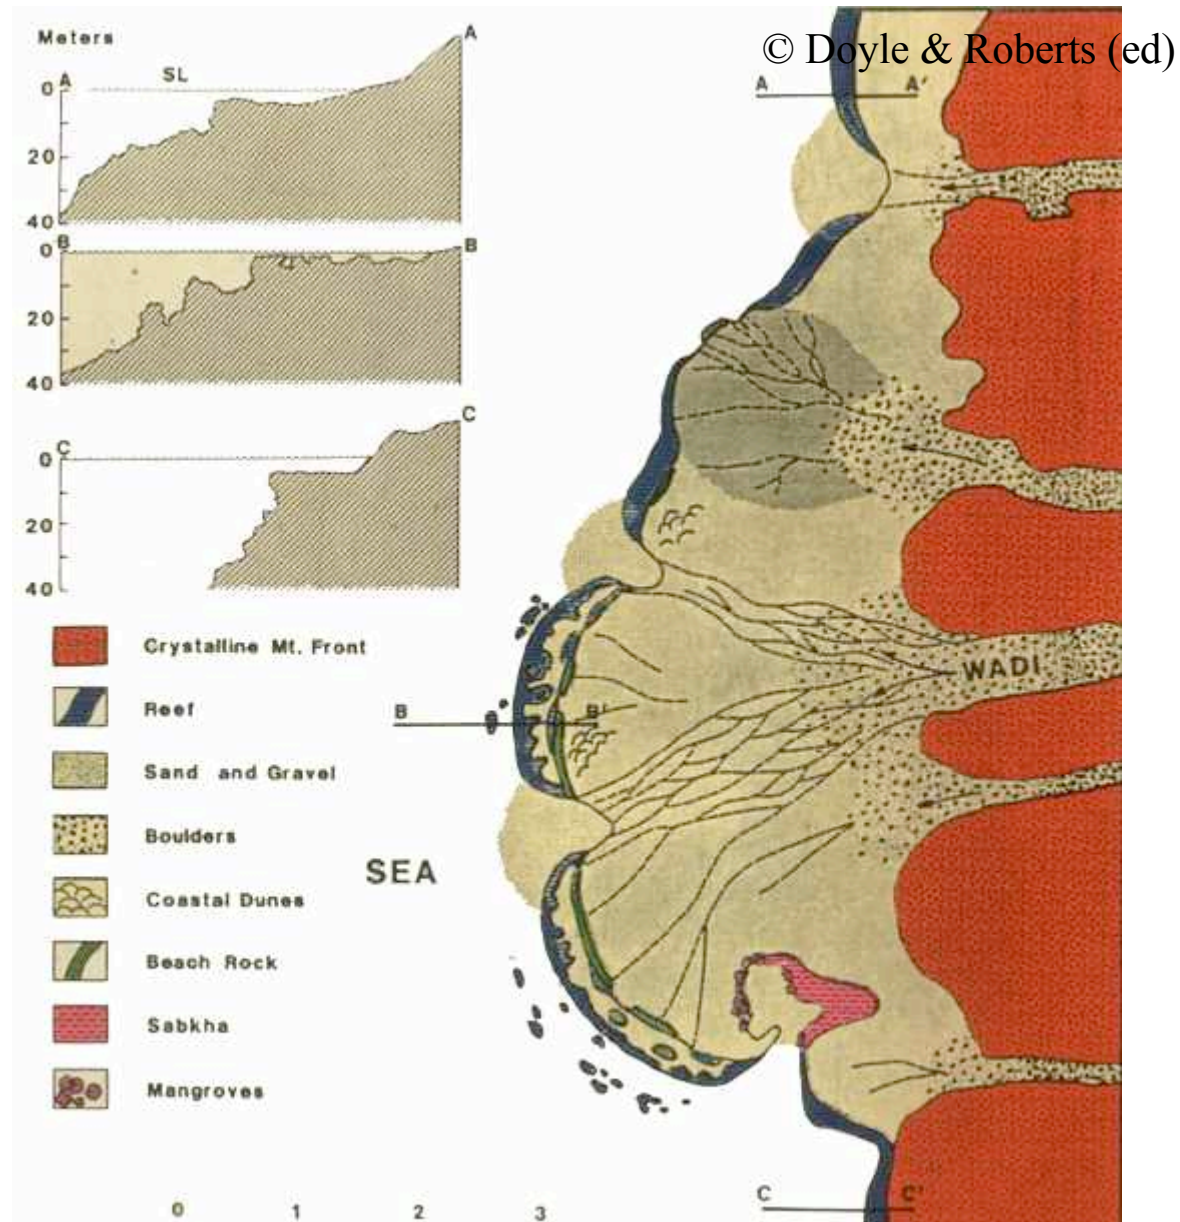 © Doyle & Roberts (ed)
Meters
A
A
SL
0
20
40
B
B
0
20
40
C
C
0
20
40
A
A'
WADI
B
B'
SEA
C
C'
Crystalline Mt. Front
Reef
Sand and Gravel
Boulders
Coastal Dunes
Beach Rock
Sabkha
Mangroves
0 1 2 3